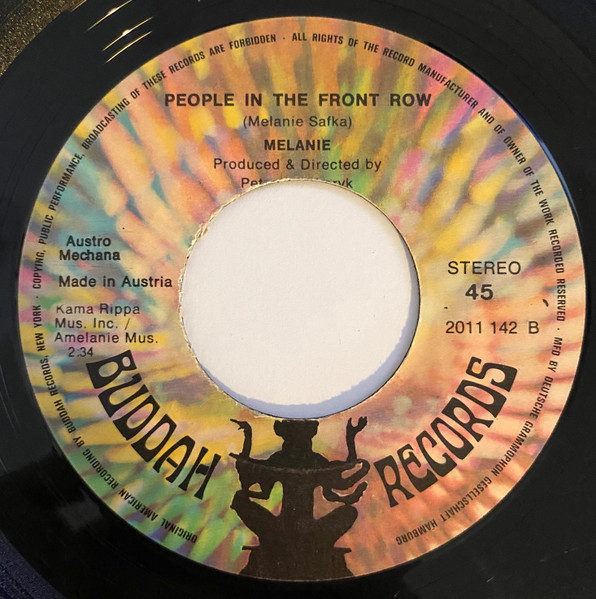 ORIGINAL AMERICAN RECORDING BY BUDDAH RECORDS, NEW YORK · COPYING, PUBLIC PERFORMANCE, BROADCASTING OF THESE RECORDS ARE FORBIDDEN · ALL RIGHTS OF THE RECORD MANUFACTURER AND OF OWNER OF THE WORK RECORDED RESERVED · MFD BY DEUTSCHE GRAMMOPHON GESELLSCHAFT HAMBURG
PEOPLE IN THE FRONT ROW
(Melanie Safka)
MELANIE
Produced & Directed by
Austro
Mechana
Made in Austria
Kama Rippa
Mus. Inc. /
Amelanie Mus.
2:34
STEREO
45
2011 142 B
BUDDAH RECORDS